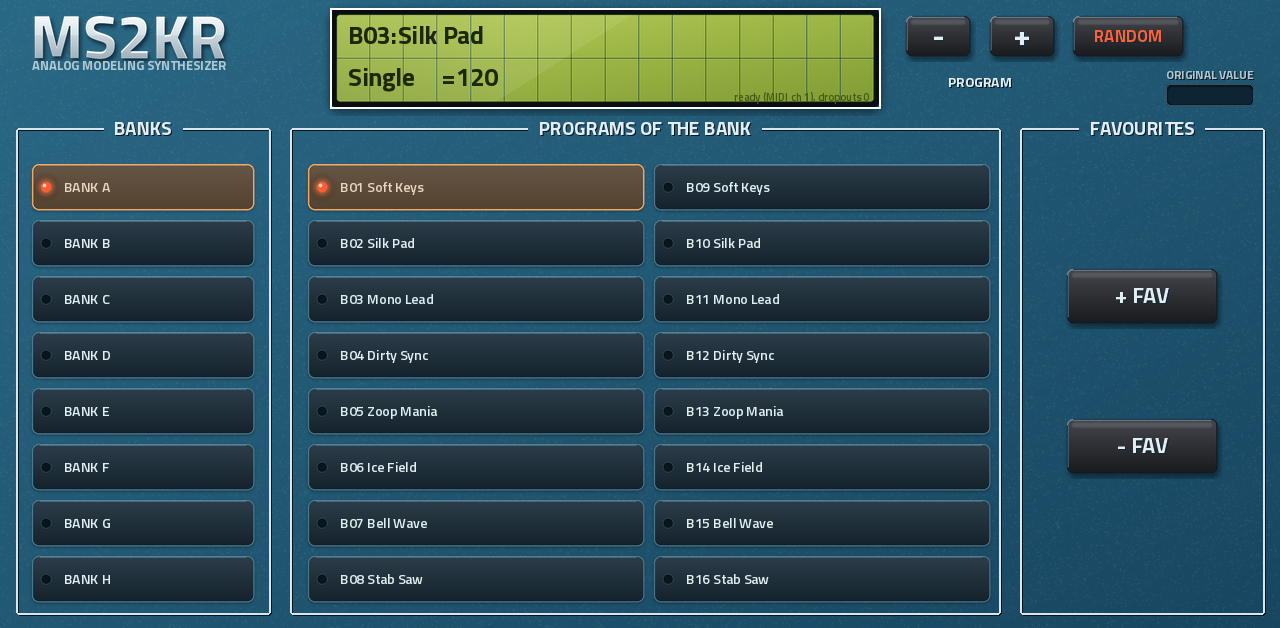 MS2KR
ANALOG MODELING SYNTHESIZER
B03:Silk Pad
Single =120
ready (MIDI ch 1), dropouts 0
-
+
RANDOM
PROGRAM
ORIGINAL VALUE
BANKS
BANK A
BANK B
BANK C
BANK D
BANK E
BANK F
BANK G
BANK H
PROGRAMS OF THE BANK
B01 Soft Keys
B02 Silk Pad
B03 Mono Lead
B04 Dirty Sync
B05 Zoop Mania
B06 Ice Field
B07 Bell Wave
B08 Stab Saw
B09 Soft Keys
B10 Silk Pad
B11 Mono Lead
B12 Dirty Sync
B13 Zoop Mania
B14 Ice Field
B15 Bell Wave
B16 Stab Saw
FAVOURITES
+ FAV
- FAV